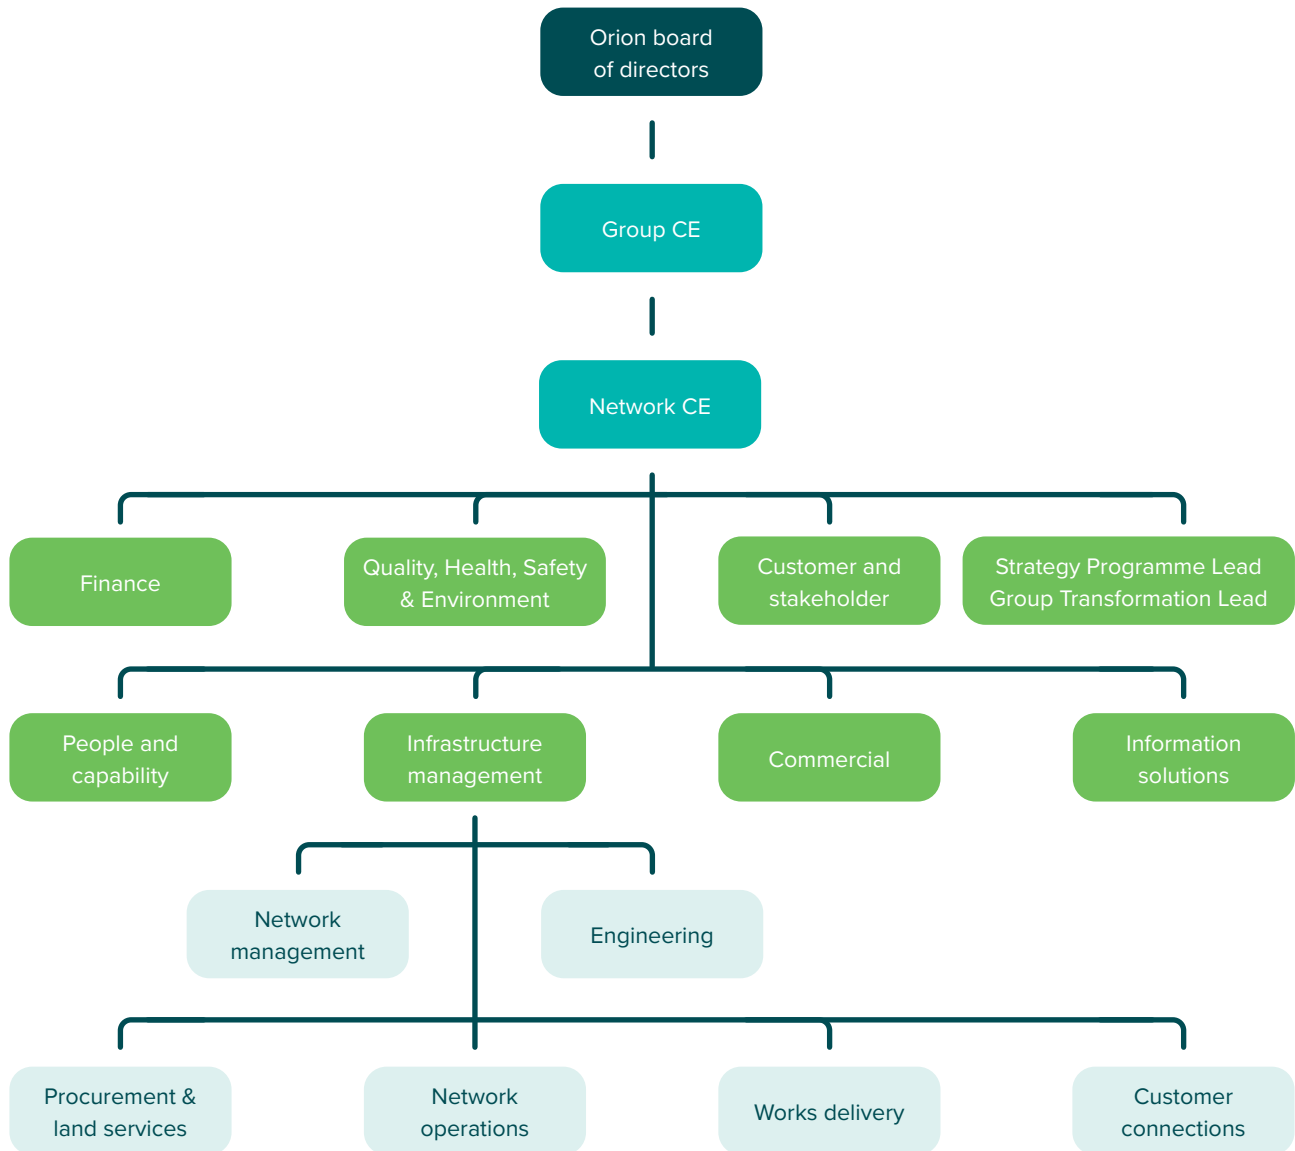 Orion board
of directors
Group CE
Network CE
Finance
Quality, Health, Safety
& Environment
Customer and
stakeholder
Strategy Programme Lead
Group Transformation Lead
People and
capability
Infrastructure
management
Commercial
Information
solutions
Network
management
Engineering
Procurement &
land services
Network
operations
Works delivery
Customer
connections